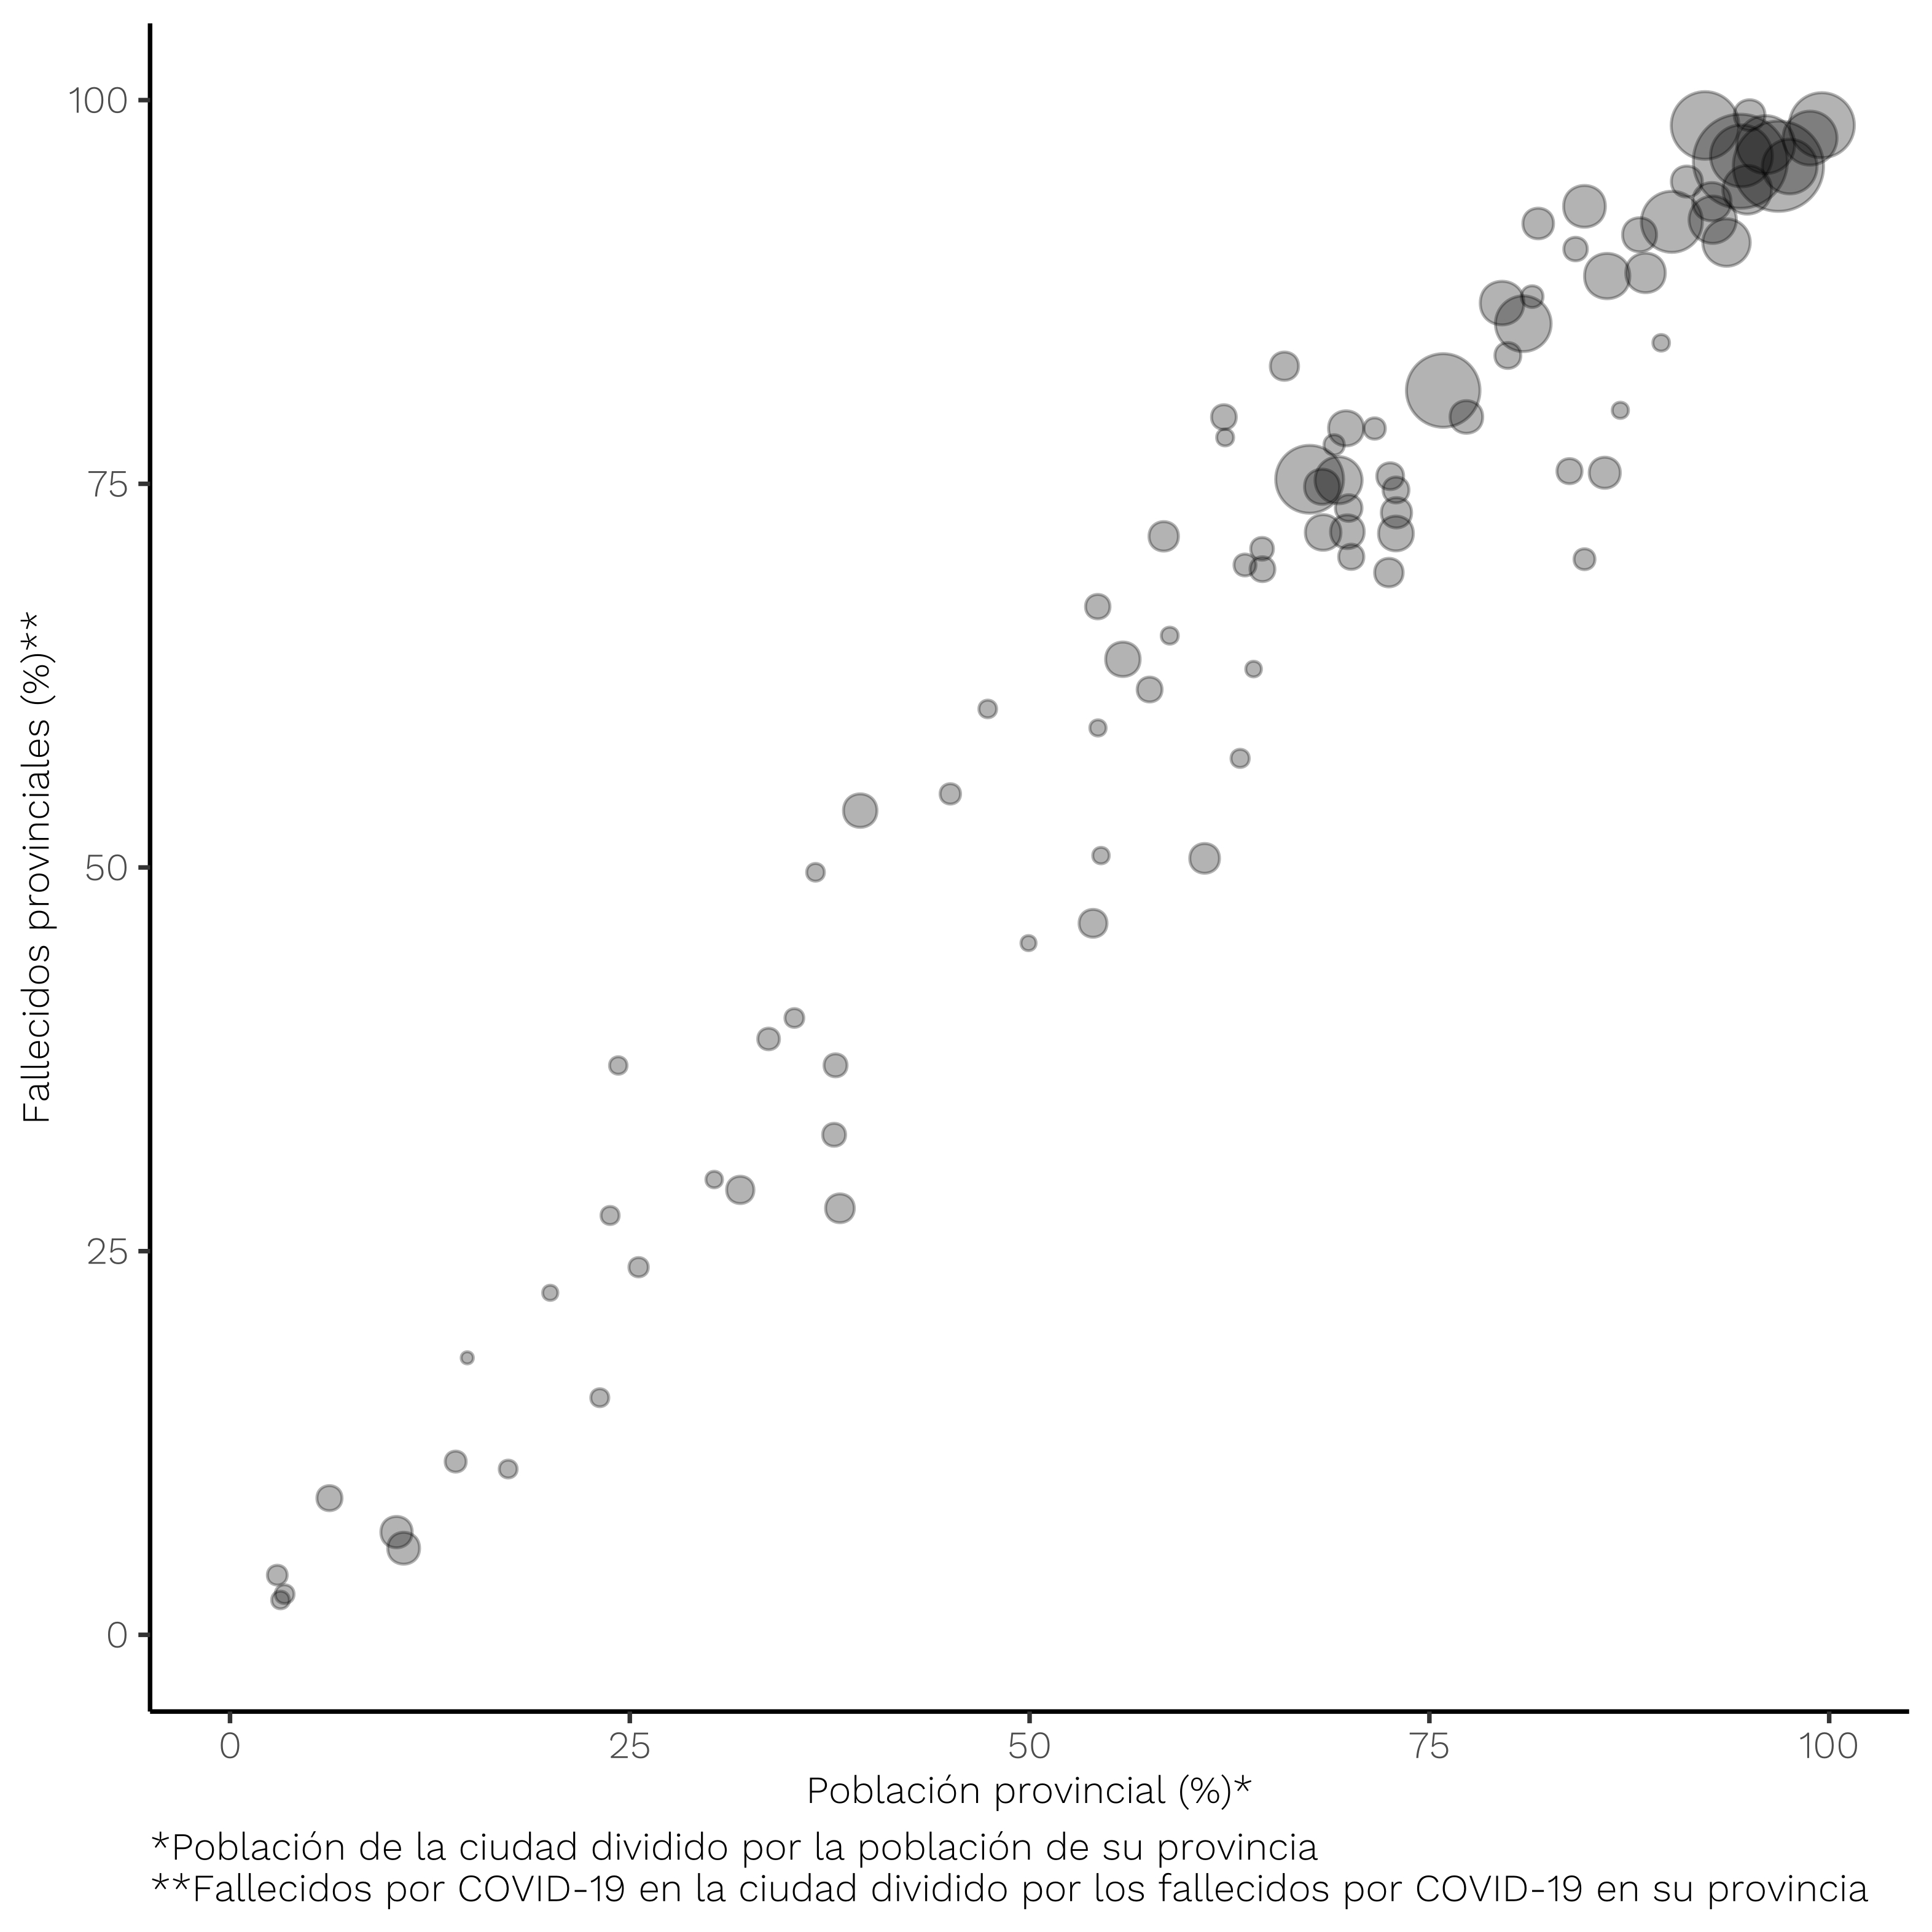 100
75
50
25
0
Fallecidos provinciales (%)**
0 25 50 75 100
Población provincial (%)*
*Población de la ciudad dividido por la población de su provincia
**Fallecidos por COVID-19 en la ciudad dividido por los fallecidos por COVID-19 en su provincia